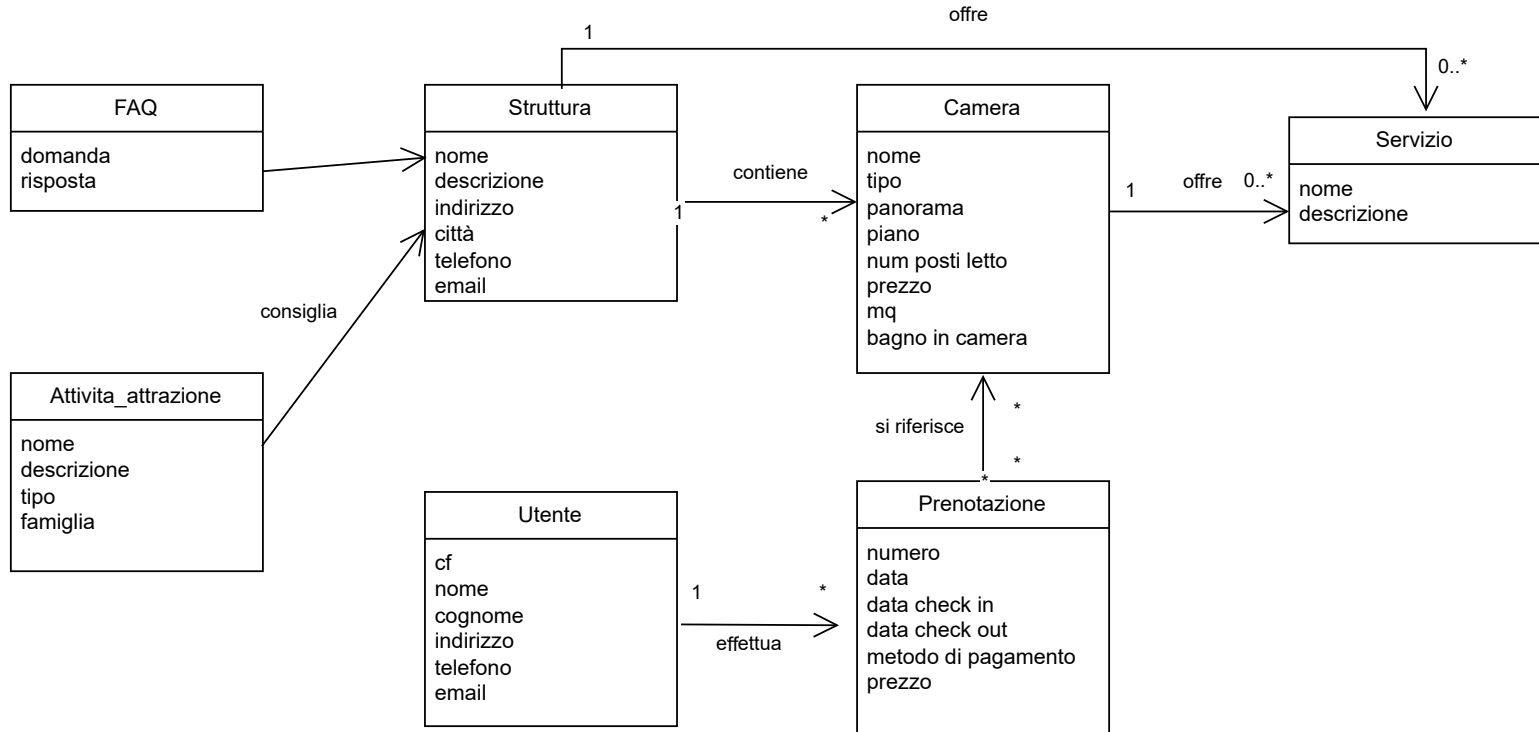 offre
1
0..*
FAQ
domanda
risposta
Struttura
nome
descrizione
indirizzo
città
telefono
email
1
contiene
*
Camera
nome
tipo
panorama
piano
num posti letto
prezzo
mq
bagno in camera
1
offre
0..*
Servizio
nome
descrizione
consiglia
Attivita_attrazione
nome
descrizione
tipo
famiglia
si riferisce
*
*
*
Utente
cf
nome
cognome
indirizzo
telefono
email
1
*
effettua
Prenotazione
numero
data
data check in
data check out
metodo di pagamento
prezzo